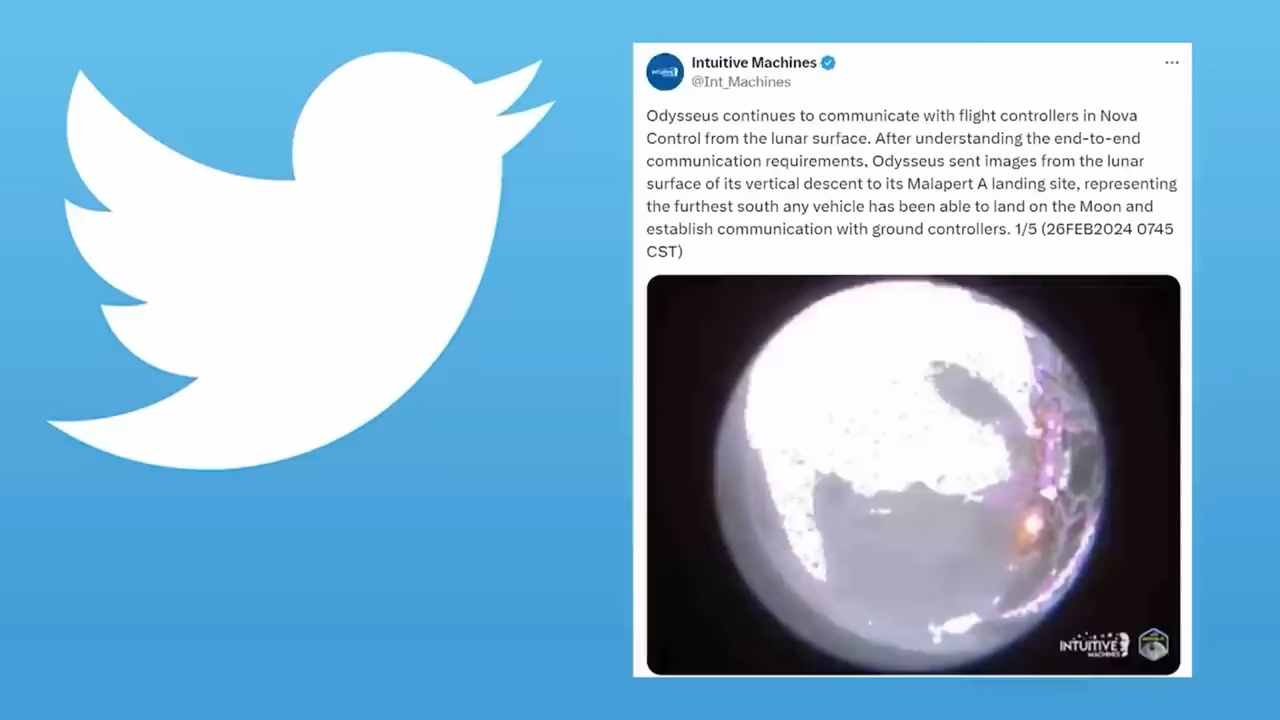 Intuitive Machines
@Int_Machines
Odysseus continues to communicate with flight controllers in Nova
Control from the lunar surface. After understanding the end-to-end
communication requirements, Odysseus sent images from the lunar
surface of its vertical descent to its Malapert A landing site, representing
the furthest south any vehicle has been able to land on the Moon and
establish communication with ground controllers. 1/5 (26FEB2024 0745
CST)
INTUITIVE
MACHINES